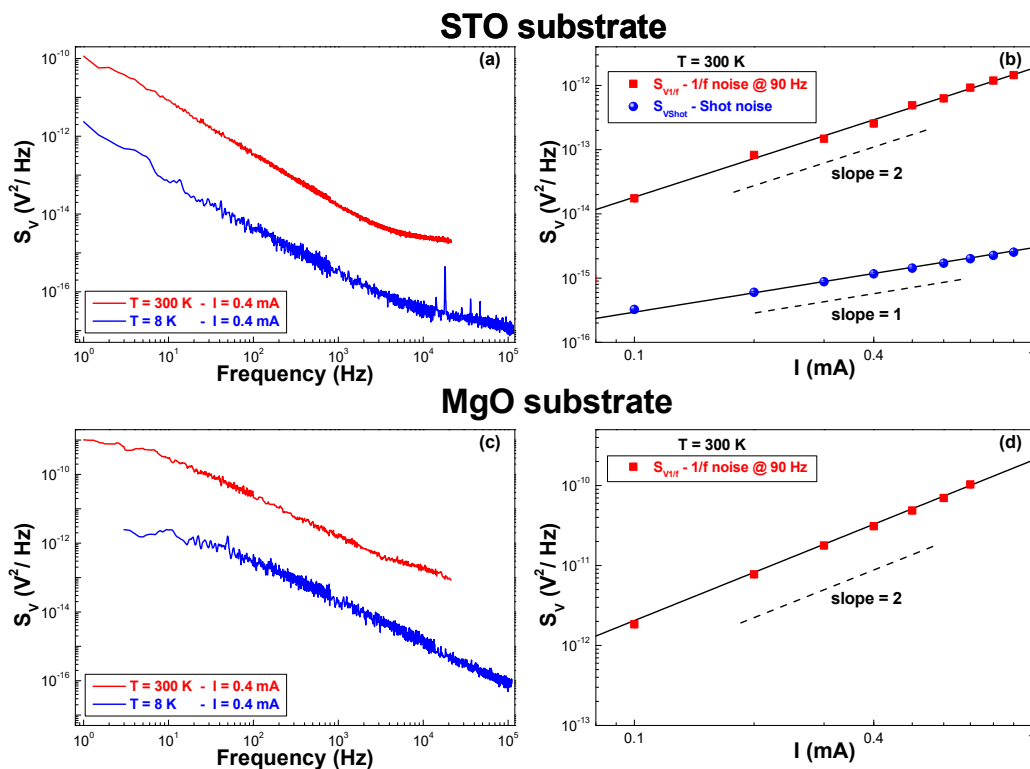 STO substrate
(a)
S_V (V²/ Hz)
10⁻¹⁰
10⁻¹²
10⁻¹⁴
10⁻¹⁶
T = 300 K - I = 0.4 mA
T = 8 K - I = 0.4 mA
10⁰ 10¹ 10² 10³ 10⁴ 10⁵
Frequency (Hz)
(b)
T = 300 K
S_V1/f - 1/f noise @ 90 Hz
S_VShot - Shot noise
S_V (V²/ Hz)
10⁻¹²
10⁻¹³
10⁻¹⁴
10⁻¹⁵
10⁻¹⁶
slope = 2
slope = 1
0.1 0.4 1
I (mA)
MgO substrate
(c)
S_V (V²/ Hz)
10⁻¹⁰
10⁻¹²
10⁻¹⁴
10⁻¹⁶
T = 300 K - I = 0.4 mA
T = 8 K - I = 0.4 mA
10⁰ 10¹ 10² 10³ 10⁴ 10⁵
Frequency (Hz)
(d)
T = 300 K
S_V1/f - 1/f noise @ 90 Hz
S_V (V²/ Hz)
10⁻¹⁰
10⁻¹¹
10⁻¹²
10⁻¹³
slope = 2
0.1 0.4 1
I (mA)